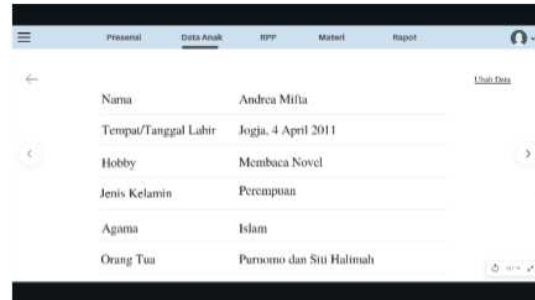 Presensi Data Anak RPP Materi Rapot
Ubah Data
Nama Andrea Mifta
Tempat/Tanggal Lahir Jogja, 4 April 2011
Hobby Membaca Novel
Jenis Kelamin Perempuan
Agama Islam
Orang Tua Purnomo dan Siti Halimah